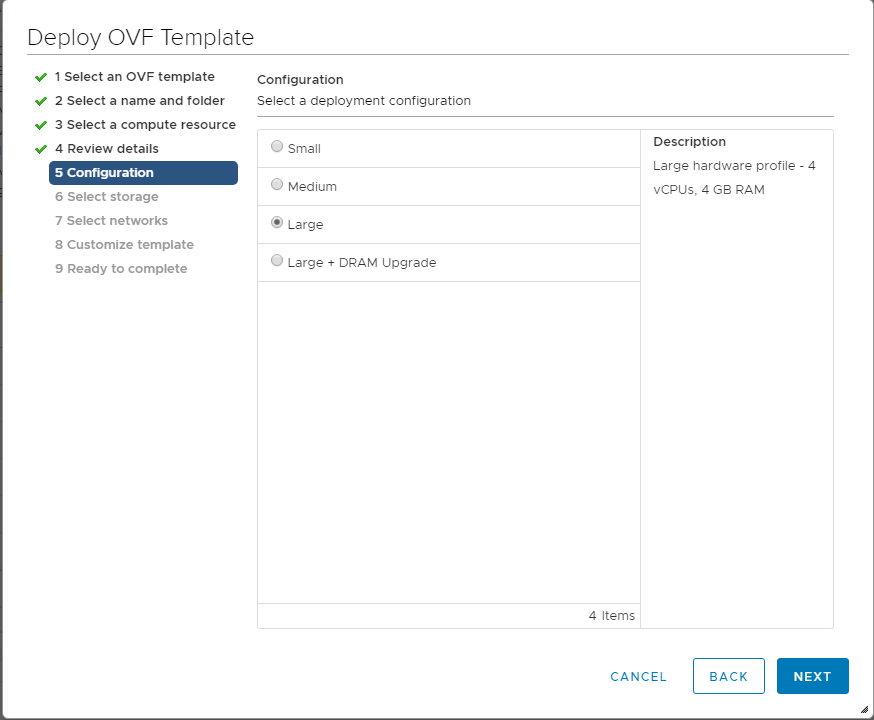 Deploy OVF Template
1 Select an OVF template
2 Select a name and folder
3 Select a compute resource
4 Review details
5 Configuration
6 Select storage
7 Select networks
8 Customize template
9 Ready to complete
Configuration
Select a deployment configuration
Small
Medium
Large
Large + DRAM Upgrade
4 Items
Description
Large hardware profile - 4
vCPUs, 4 GB RAM
CANCEL
BACK
NEXT